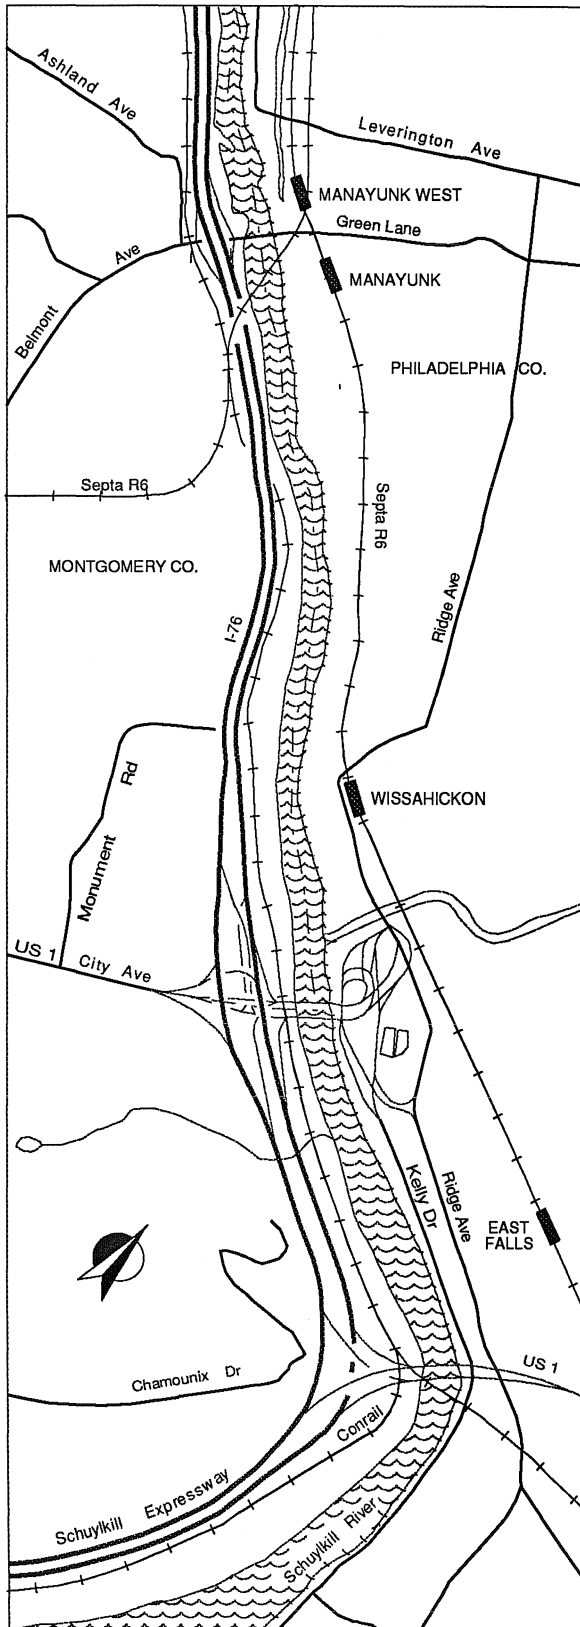 Ashland Ave
Leverington Ave
MANAYUNK WEST
Green Lane
Belmont Ave
MANAYUNK
PHILADELPHIA CO.
Septa R6
Septa R6
MONTGOMERY CO.
Ridge Ave
I-76
Monument Rd
WISSAHICKON
US 1 City Ave
Kelly Dr
Ridge Ave
EAST
FALLS
US 1
Chamounix Dr
Conrail
Schuylkill Expressway
Schuylkill River